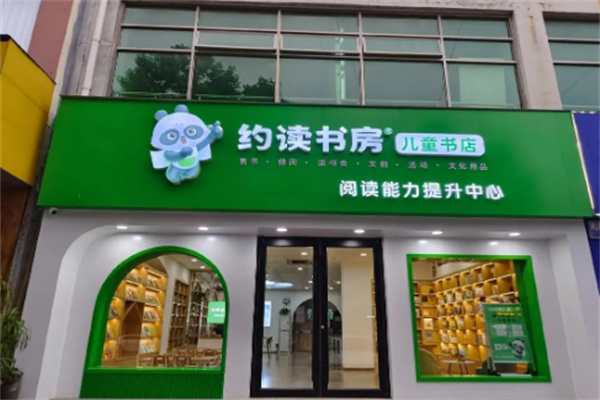 约读书房® 儿童书店
售书·借阅·读书会·文创·活动·文化用品
阅读能力提升中心